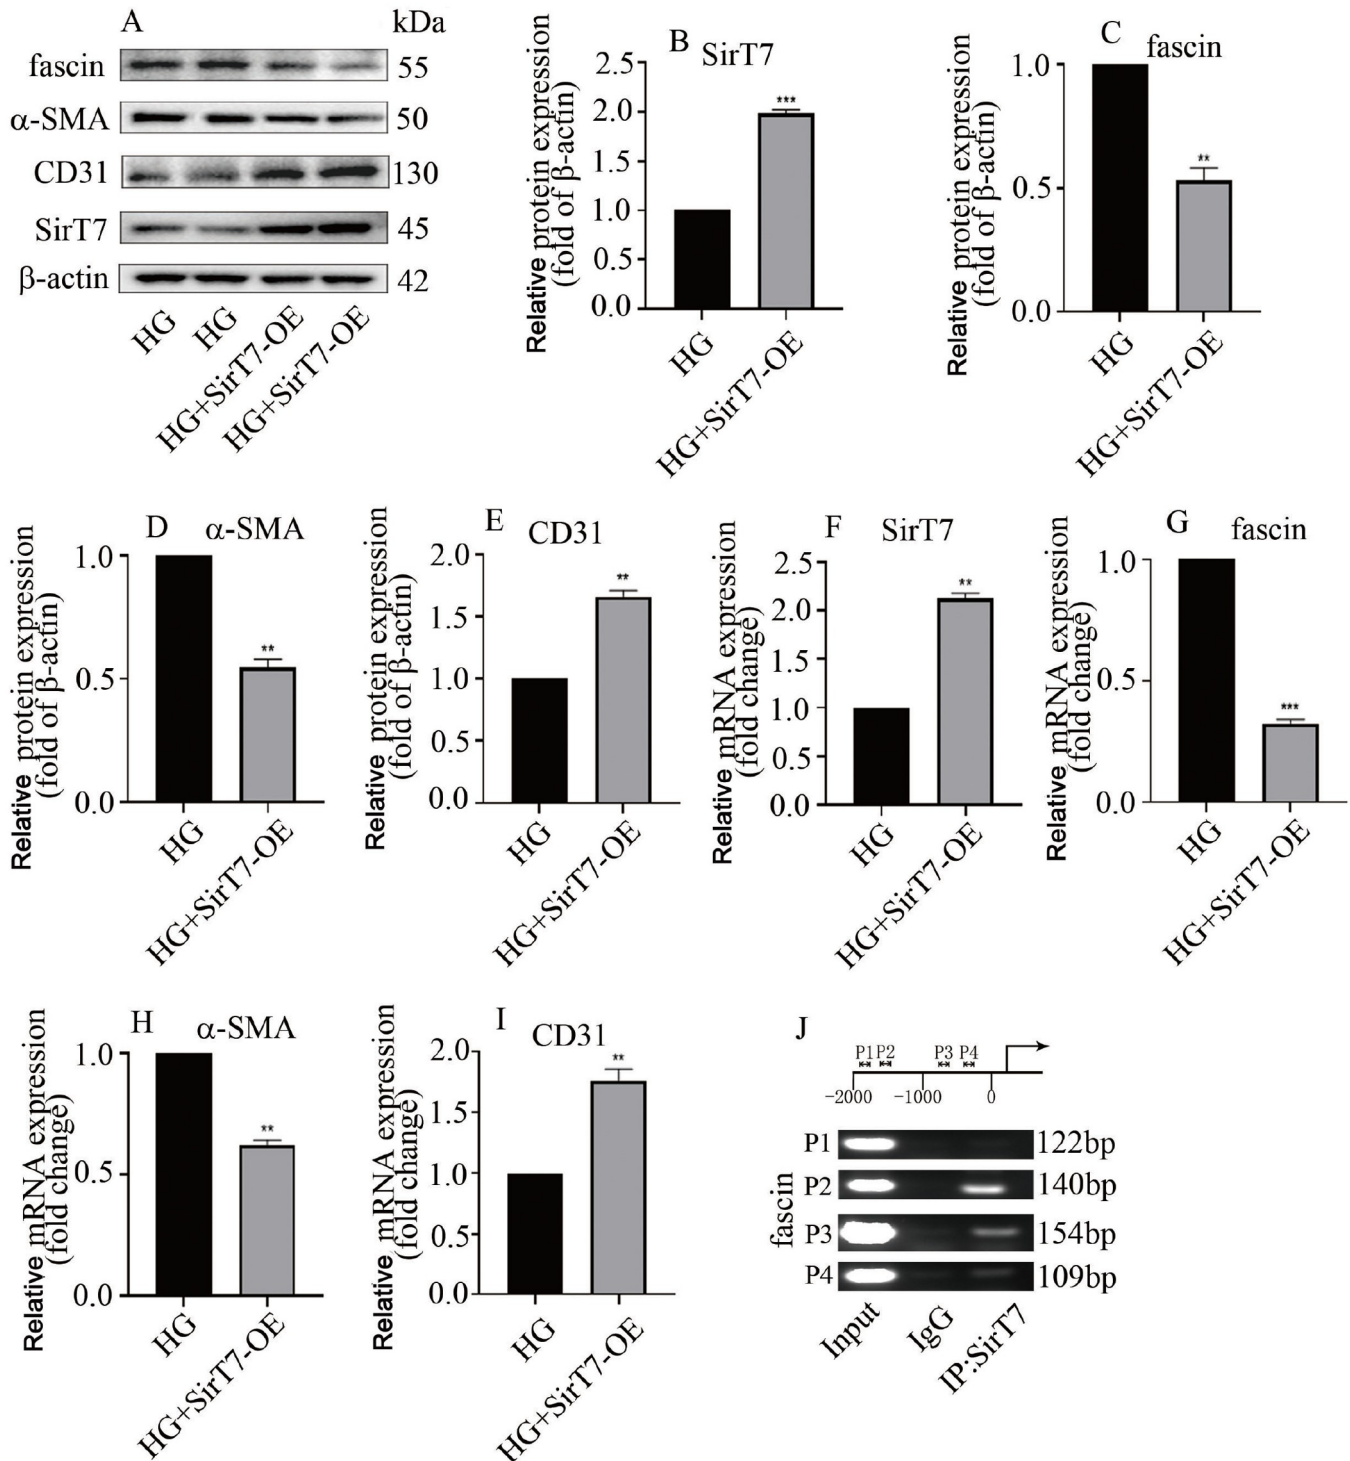 A
kDa
fascin
55
α-SMA
50
CD31
130
SirT7
45
β-actin
42
HG
HG
HG+SirT7-OE
HG+SirT7-OE
B
SirT7
Relative protein expression
(fold of β-actin)
2.5
2.0
1.5
1.0
0.5
0.0
***
HG
HG+SirT7-OE
C
fascin
Relative protein expression
(fold of β-actin)
1.0
0.5
0.0
**
HG
HG+SirT7-OE
D
α-SMA
Relative protein expression
(fold of β-actin)
1.0
0.5
0.0
**
HG
HG+SirT7-OE
E
CD31
Relative protein expression
(fold of β-actin)
2.0
1.5
1.0
0.5
0.0
**
HG
HG+SirT7-OE
F
SirT7
Relative mRNA expression
(fold change)
2.5
2.0
1.5
1.0
0.5
0.0
**
HG
HG+SirT7-OE
G
fascin
Relative mRNA expression
(fold change)
1.0
0.5
0.0
***
HG
HG+SirT7-OE
H
α-SMA
Relative mRNA expression
(fold change)
1.0
0.5
0.0
**
HG
HG+SirT7-OE
I
CD31
Relative mRNA expression
(fold change)
2.0
1.5
1.0
0.5
0.0
**
HG
HG+SirT7-OE
J
P1 P2 P3 P4
-2000 -1000 0
fascin
P1 122bp
P2 140bp
P3 154bp
P4 109bp
Input
IgG
IP:SirT7